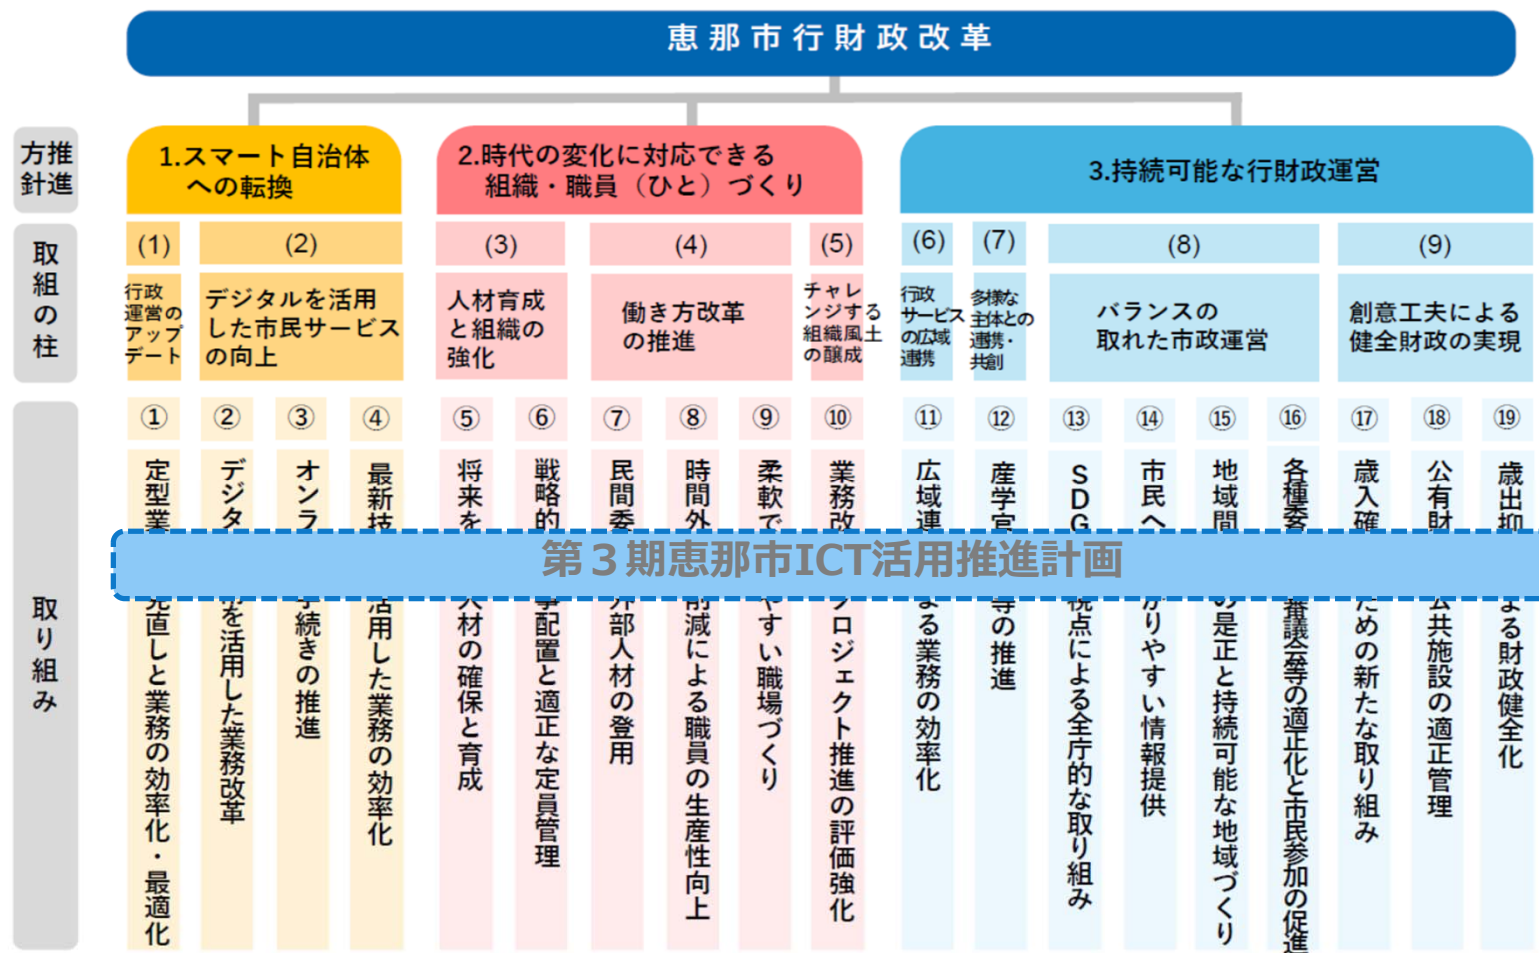 恵那市行財政改革
推進
方針
1.スマート自治体
への転換
2.時代の変化に対応できる
組織・職員（ひと）づくり
3.持続可能な行財政運営
取組の柱
(1)
行政
運営の
アップ
デート
(2)
デジタルを活用
した市民サービス
の向上
(3)
人材育成
と組織の
強化
(4)
働き方改革
の推進
(5)
チャレ
ンジする
組織風土
の醸成
(6)
行政
サービス
の広域
連携
(7)
多様な
主体との
連携・
共創
(8)
バランスの
取れた市政運営
(9)
創意工夫による
健全財政の実現
取り組み
①
定型業
直しと業務の効率化・最適化
②
デジタ
を活用した業務改革
③
オンラ
手続きの推進
④
最新技
活用した業務の効率化
⑤
将来を
人材の確保と育成
⑥
戦略的
事配置と適正な定員管理
⑦
民間委
外部人材の登用
⑧
時間外
削減による職員の生産性向上
⑨
柔軟で
やすい職場づくり
⑩
業務改
プロジェクト推進の評価強化
⑪
広域連
よる業務の効率化
⑫
産学官
等の推進
⑬
SDG
視点による全庁的な取り組み
⑭
市民へ
かりやすい情報提供
⑮
地域間
の是正と持続可能な地域づくり
⑯
各種委
審議会等の適正化と市民参加の促進
⑰
歳入確
ための新たな取り組み
⑱
公有財
公共施設の適正管理
⑲
歳出抑
よる財政健全化
第３期恵那市ICT活用推進計画